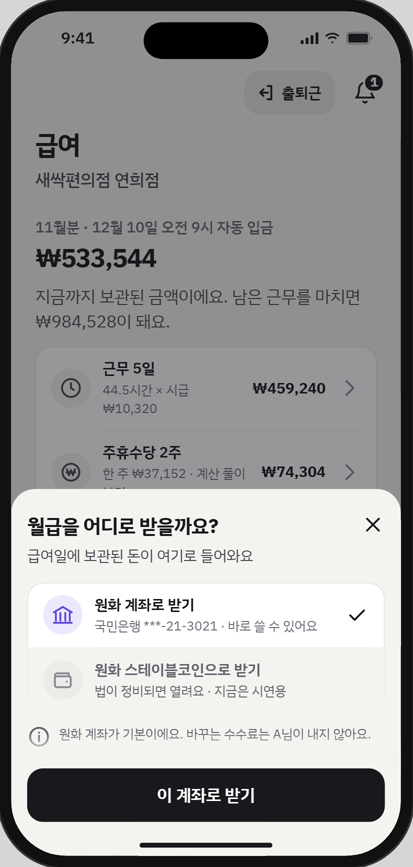 9:41
출퇴근
1
급여
새싹편의점 연희점
11월분 · 12월 10일 오전 9시 자동 입금
₩533,544
지금까지 보관된 금액이에요. 남은 근무를 마치면
₩984,528이 돼요.
근무 5일
44.5시간 × 시급
₩10,320
₩459,240
주휴수당 2주
한 주 ₩37,152 · 계산 풀이
₩74,304
월급을 어디로 받을까요?
급여일에 보관된 돈이 여기로 들어와요
원화 계좌로 받기
국민은행 ***-21-3021 · 바로 쓸 수 있어요
원화 스테이블코인으로 받기
법이 정비되면 열려요 · 지금은 시연용
원화 계좌가 기본이에요. 바꾸는 수수료는 A님이 내지 않아요.
이 계좌로 받기